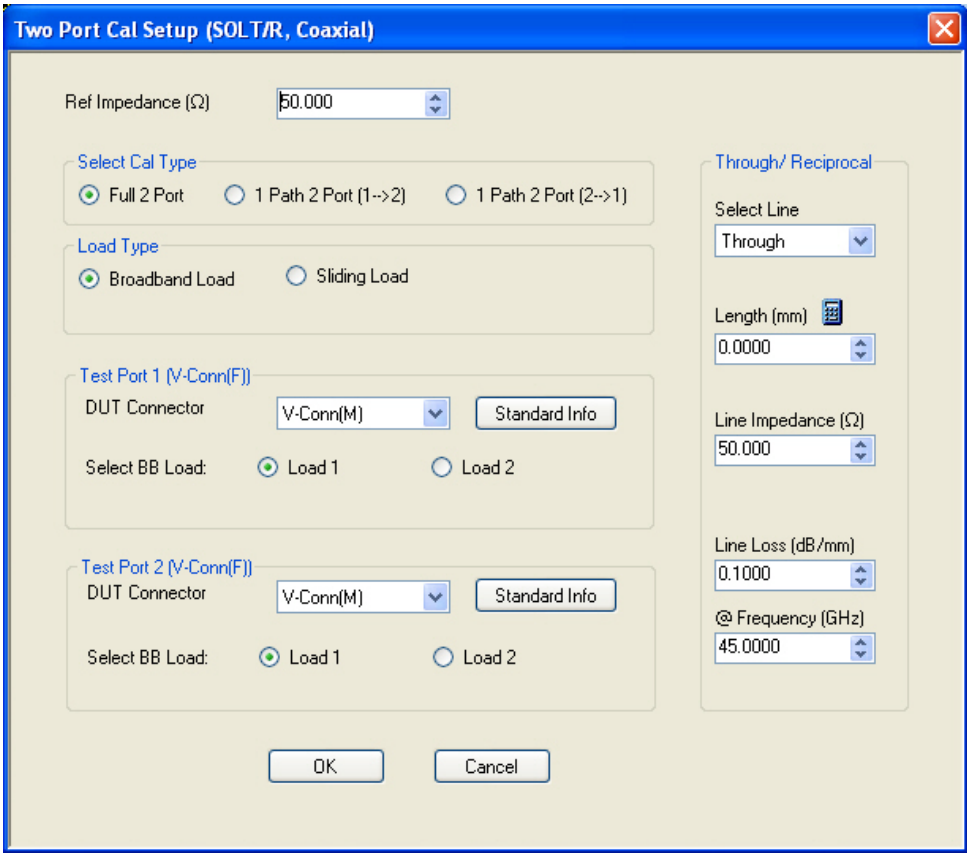 Two Port Cal Setup (SOLT/R, Coaxial)
Ref Impedance (Ω) 50.000
Select Cal Type
Full 2 Port 1 Path 2 Port (1-->2) 1 Path 2 Port (2-->1)
Load Type
Broadband Load Sliding Load
Test Port 1 (V-Conn(F))
DUT Connector V-Conn(M) Standard Info
Select BB Load: Load 1 Load 2
Test Port 2 (V-Conn(F))
DUT Connector V-Conn(M) Standard Info
Select BB Load: Load 1 Load 2
Through/ Reciprocal
Select Line
Through
Length (mm)
0.0000
Line Impedance (Ω)
50.000
Line Loss (dB/mm)
0.1000
@ Frequency (GHz)
45.0000
OK Cancel